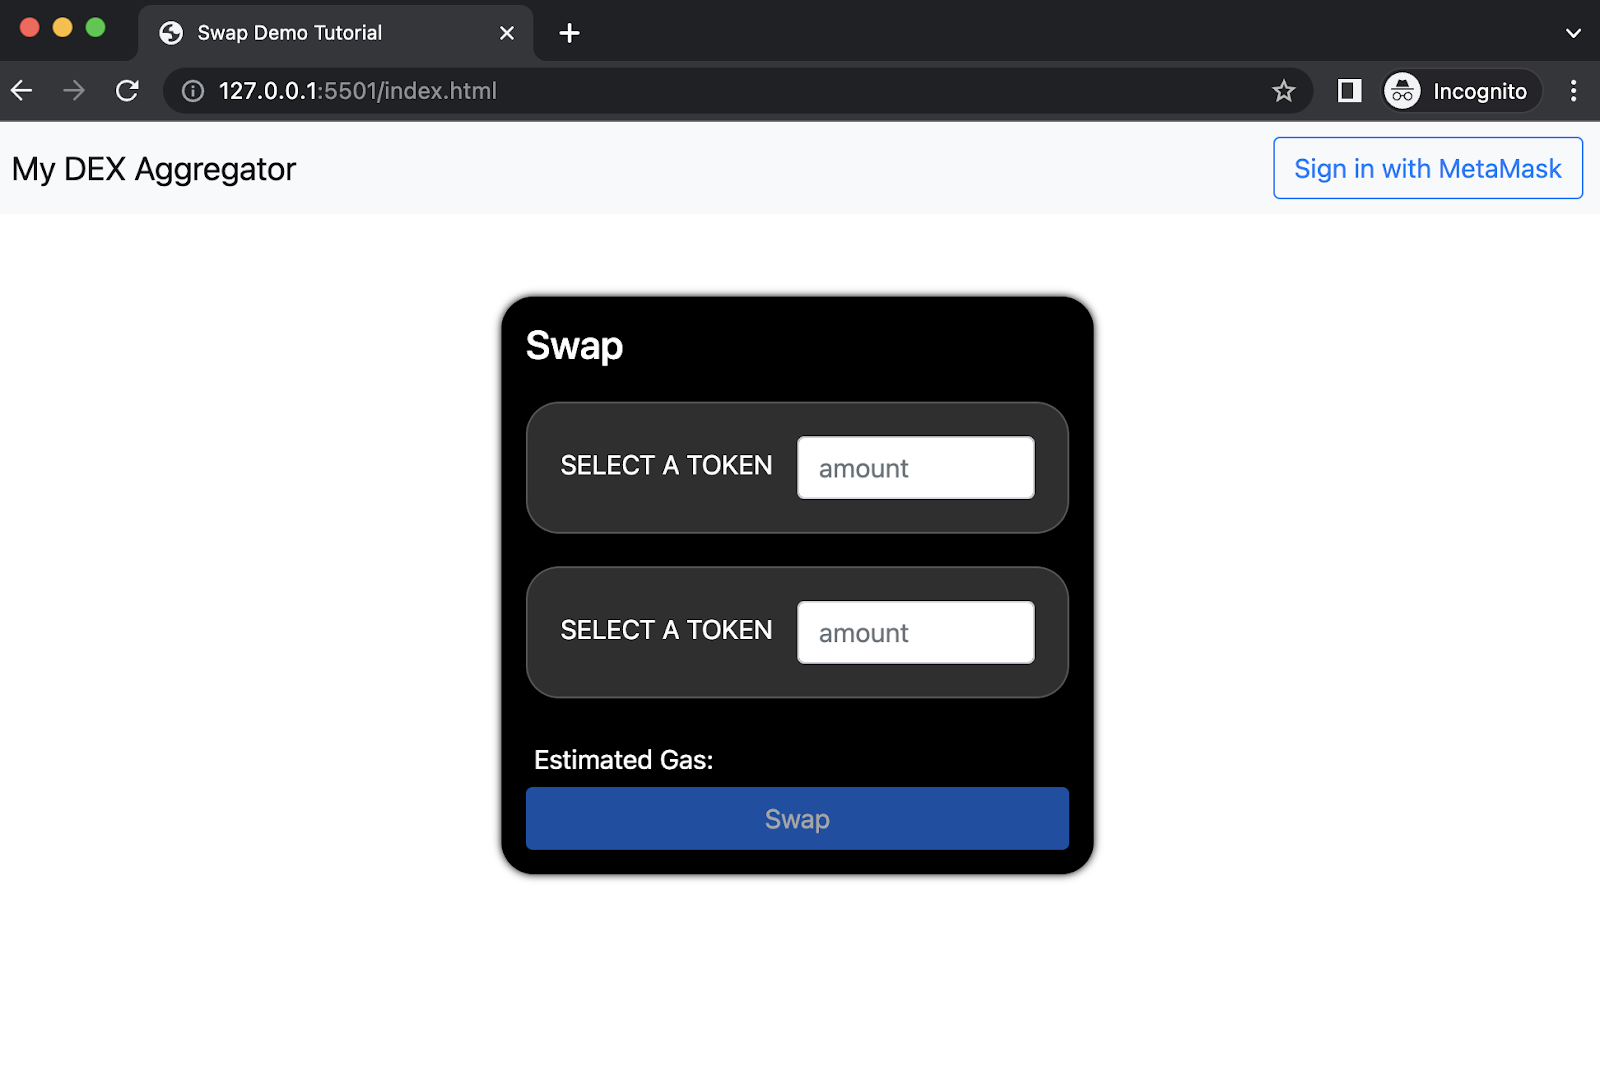 Swap Demo Tutorial
127.0.0.1:5501/index.html
Incognito
My DEX Aggregator
Sign in with MetaMask
Swap
SELECT A TOKEN amount
SELECT A TOKEN amount
Estimated Gas:
Swap